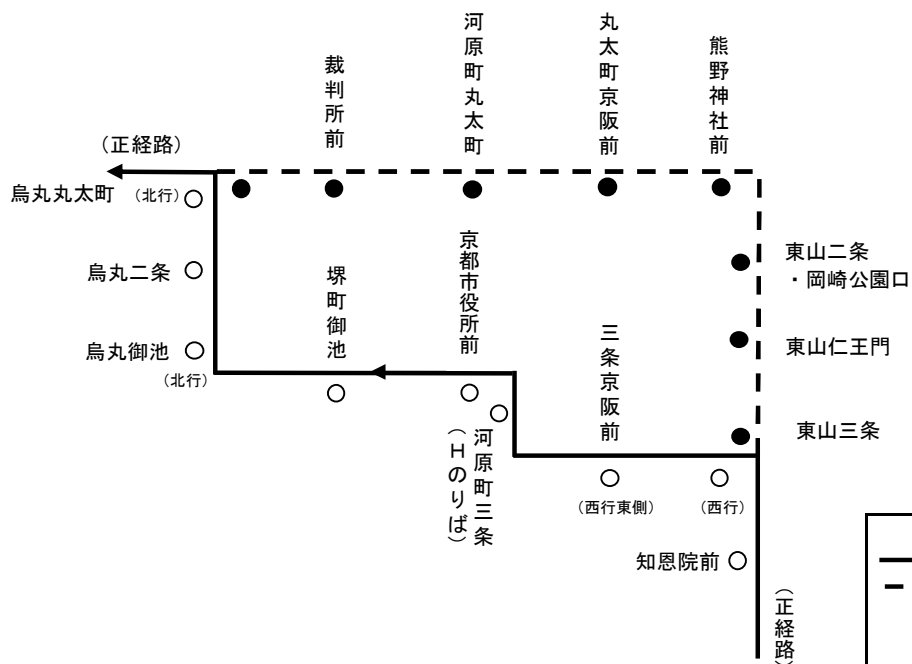 裁判所前
河原町丸太町
丸太町京阪前
熊野神社前
（正経路）
烏丸丸太町
（北行）
烏丸二条
烏丸御池
（北行）
堺町御池
京都市役所前
河原町三条
（Hのりば）
三条京阪前
（西行東側）
（西行）
東山二条
・岡崎公園口
東山仁王門
東山三条
知恩院前
（正経路）